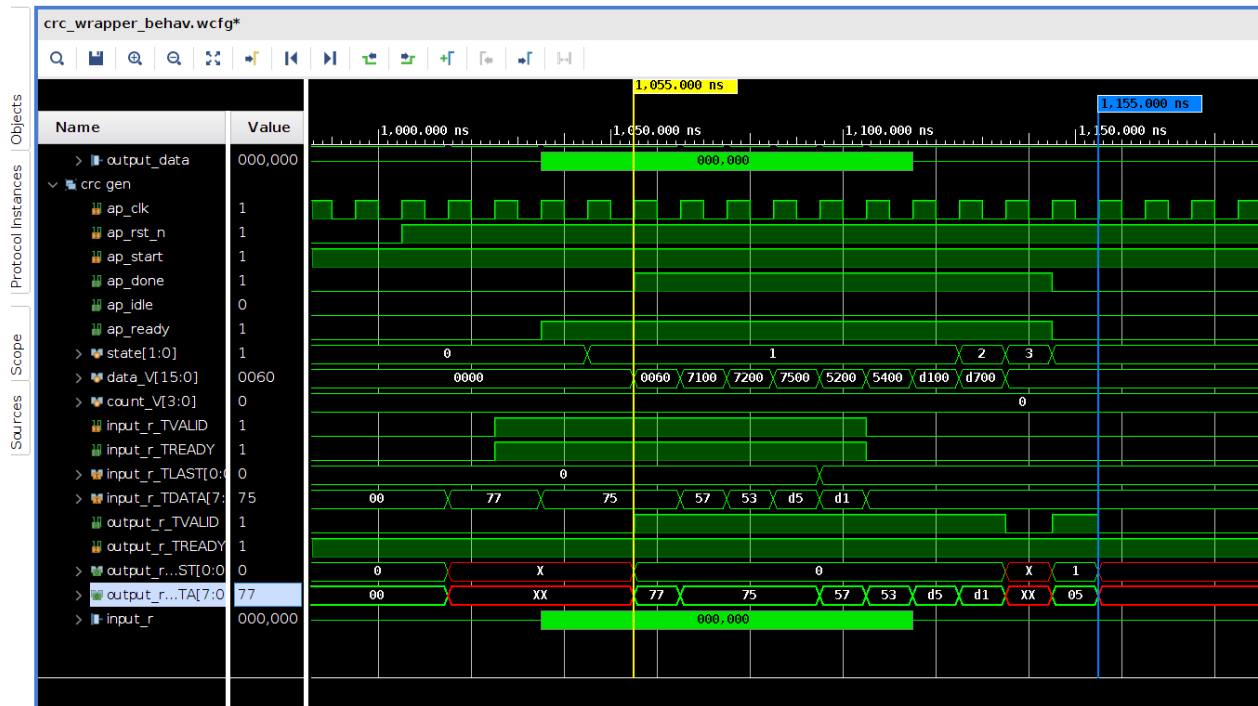 crc_wrapper_behav.wcfg*
Objects
Protocol Instances
Scope
Sources
1,055.000 ns
1,155.000 ns
Name Value 1,000.000 ns 1,050.000 ns 1,100.000 ns 1,150.000 ns
output_data 000,000 000,000
crc gen
ap_clk 1
ap_rst_n 1
ap_start 1
ap_done 1
ap_idle 0
ap_ready 1
state[1:0] 1 0 1 2 3
data_V[15:0] 0060 0000 0060 7100 7200 7500 5200 5400 d100 d700
count_V[3:0] 0 0
input_r_TVALID 1
input_r_TREADY 1
input_r_TLAST[0:0 0 0
input_r_TDATA[7: 75 00 77 75 57 53 d5 d1
output_r_TVALID 1
output_r_TREADY 1
output_r...ST[0:0 0 0 X 0 X 1
output_r...TA[7:0 77 00 XX 77 75 57 53 d5 d1 XX 05
input_r 000,000 000,000